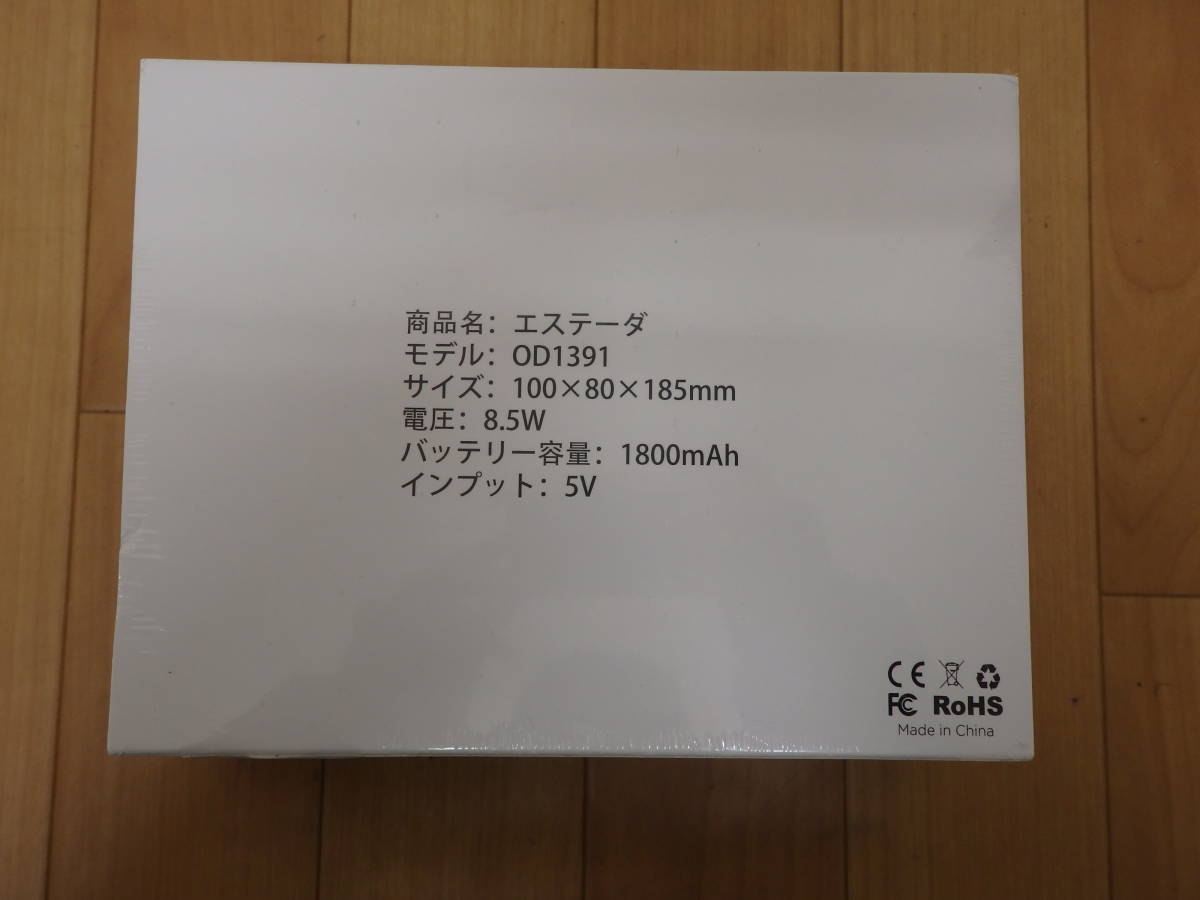 商品名：エステーダ
モデル：OD1391
サイズ：100×80×185mm
電圧：8.5W
バッテリー容量：1800mAh
インプット：5V
CE
FC RoHS
Made in China